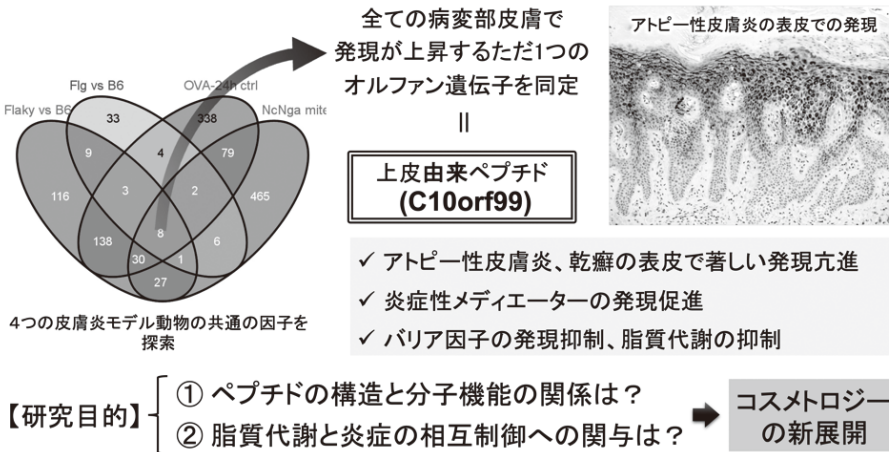 全ての病変部皮膚で
発現が上昇するただ1つの
オルファン遺伝子を同定
=
上皮由来ペプチド
(C10orf99)
アトピー性皮膚炎の表皮での発現
Flg vs B6
OVA-24h ctrl
Flaky vs B6
NcNga mite
33
338
9
4
79
116
3
2
465
138
8
6
30
1
27
4つの皮膚炎モデル動物の共通の因子を
探索
✓ アトピー性皮膚炎、乾癬の表皮で著しい発現亢進
✓ 炎症性メディエーターの発現促進
✓ バリア因子の発現抑制、脂質代謝の抑制
【研究目的】
① ペプチドの構造と分子機能の関係は？
② 脂質代謝と炎症の相互制御への関与は？
コスメトロジー
の新展開